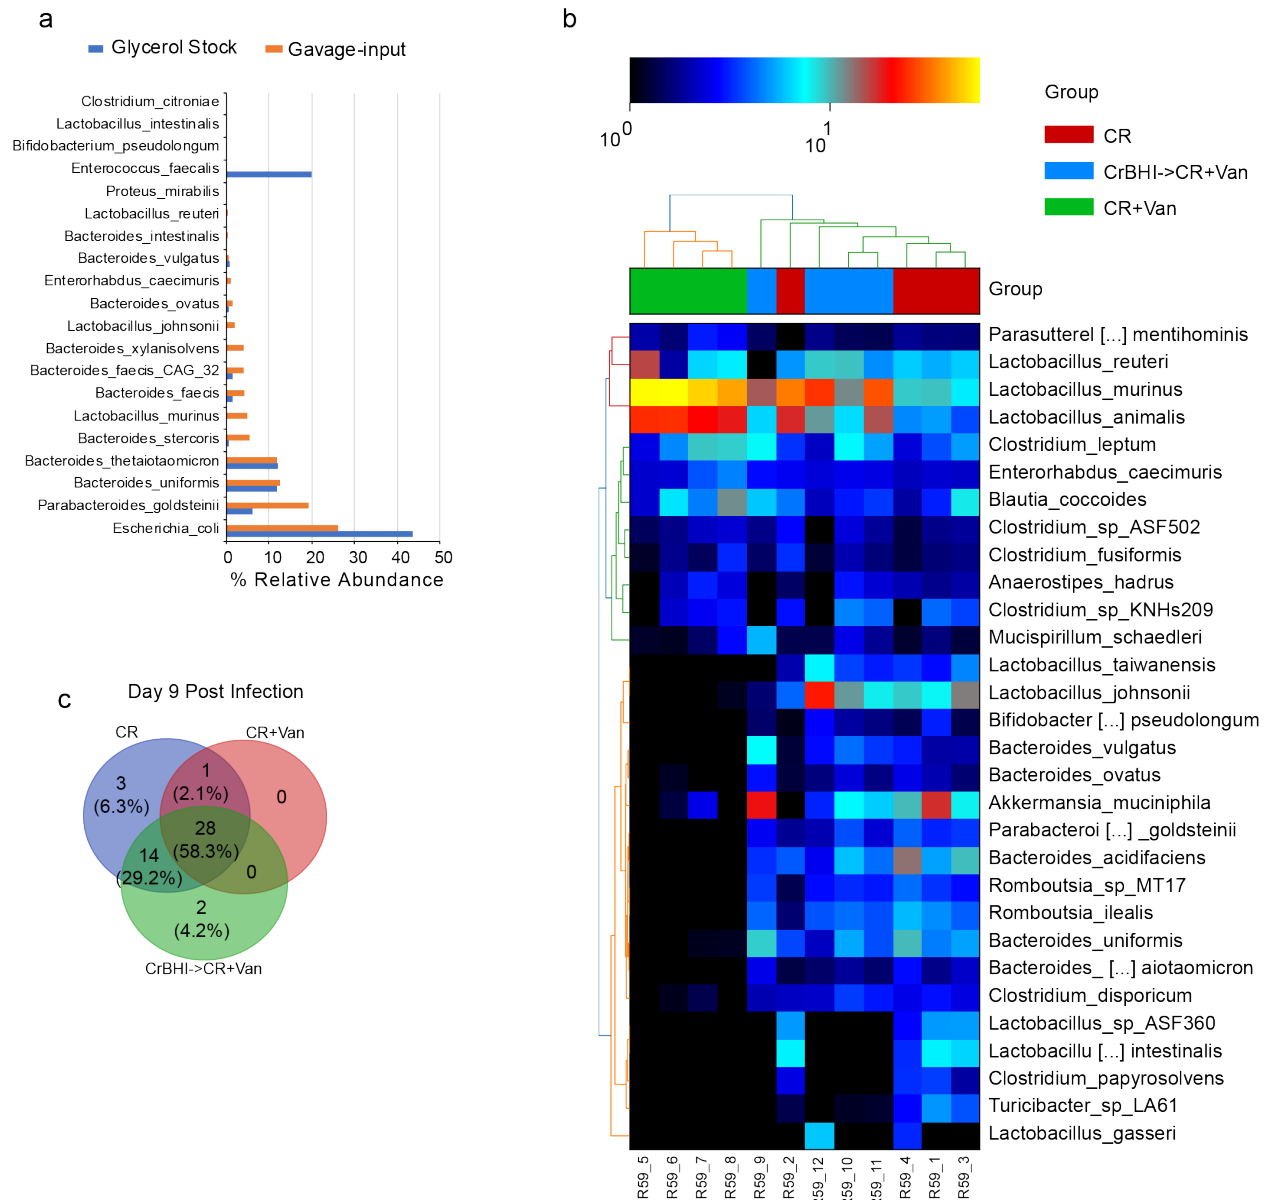 a
Glycerol Stock
Gavage-input
Clostridium_citroniae
Lactobacillus_intestinalis
Bifidobacterium_pseudolongum
Enterococcus_faecalis
Proteus_mirabilis
Lactobacillus_reuteri
Bacteroides_intestinalis
Bacteroides_vulgatus
Enterorhabdus_caecimuris
Bacteroides_ovatus
Lactobacillus_johnsonii
Bacteroides_xylanisolvens
Bacteroides_faecis_CAG_32
Bacteroides_faecis
Lactobacillus_murinus
Bacteroides_stercoris
Bacteroides_thetaiotaomicron
Bacteroides_uniformis
Parabacteroides_goldsteinii
Escherichia_coli
0 10 20 30 40 50
% Relative Abundance
b
10^0 10^1
Group
CR
CrBHI->CR+Van
CR+Van
Group
Parasutterel [...] mentihominis
Lactobacillus_reuteri
Lactobacillus_murinus
Lactobacillus_animalis
Clostridium_leptum
Enterorhabdus_caecimuris
Blautia_coccoides
Clostridium_sp_ASF502
Clostridium_fusiformis
Anaerostipes_hadrus
Clostridium_sp_KNHs209
Mucispirillum_schaedleri
Lactobacillus_taiwanensis
Lactobacillus_johnsonii
Bifidobacter [...] pseudolongum
Bacteroides_vulgatus
Bacteroides_ovatus
Akkermansia_muciniphila
Parabacteroi [...] _goldsteinii
Bacteroides_acidifaciens
Romboutsia_sp_MT17
Romboutsia_ilealis
Bacteroides_uniformis
Bacteroides_ [...] aiotaomicron
Clostridium_disporicum
Lactobacillus_sp_ASF360
Lactobacillu [...] intestinalis
Clostridium_papyrosolvens
Turicibacter_sp_LA61
Lactobacillus_gasseri
R59_5 R59_6 R59_7 R59_8 R59_9 R59_2 R59_12 R59_10 R59_11 R59_4 R59_1 R59_3
c
Day 9 Post Infection
CR
CR+Van
3
(6.3%)
1
(2.1%)
0
28
(58.3%)
14
(29.2%)
0
2
(4.2%)
CrBHI->CR+Van